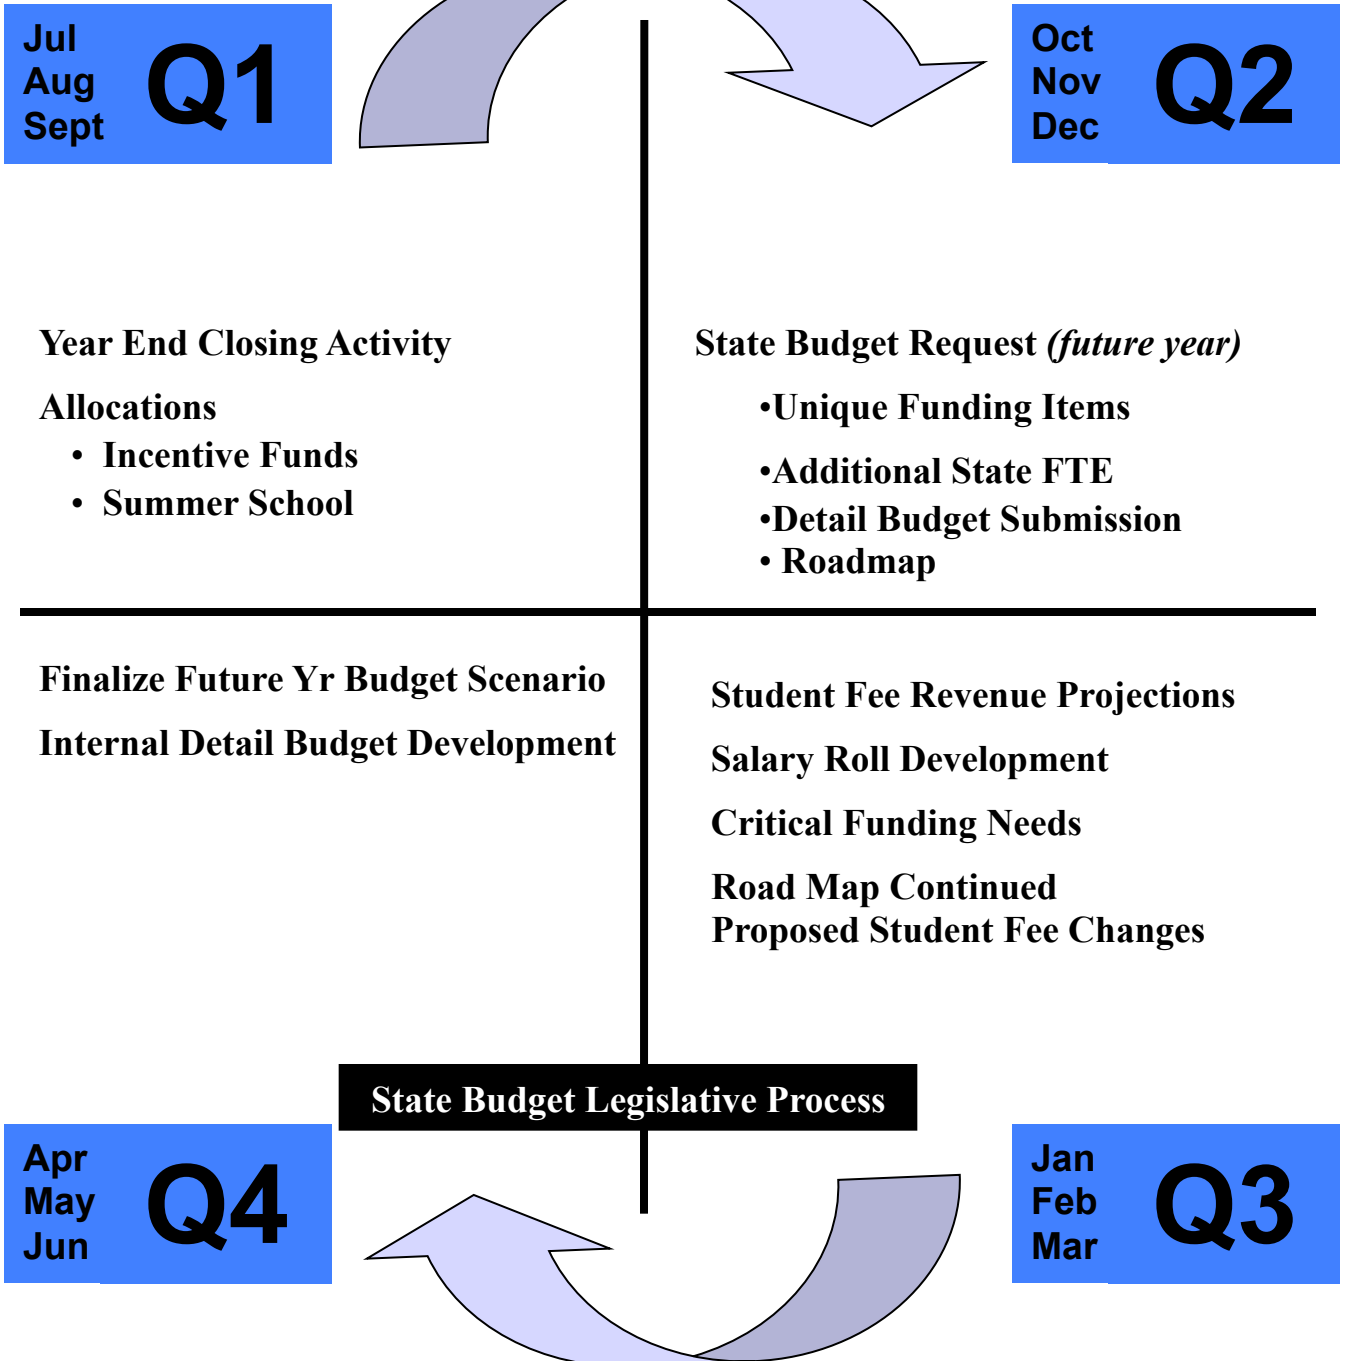 Jul
Aug
Sept
Q1
Oct
Nov
Dec
Q2
Year End Closing Activity
Allocations
• Incentive Funds
• Summer School
State Budget Request (future year)
•Unique Funding Items
•Additional State FTE
•Detail Budget Submission
• Roadmap
Finalize Future Yr Budget Scenario
Internal Detail Budget Development
Student Fee Revenue Projections
Salary Roll Development
Critical Funding Needs
Road Map Continued
Proposed Student Fee Changes
State Budget Legislative Process
Apr
May
Jun
Q4
Jan
Feb
Mar
Q3